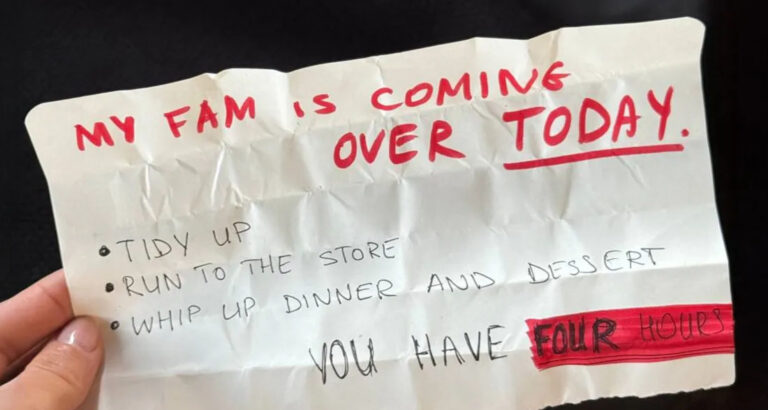 MY FAM IS COMING
OVER TODAY.
• TIDY UP
• RUN TO THE STORE
• WHIP UP DINNER AND DESSERT
YOU HAVE FOUR HOURS